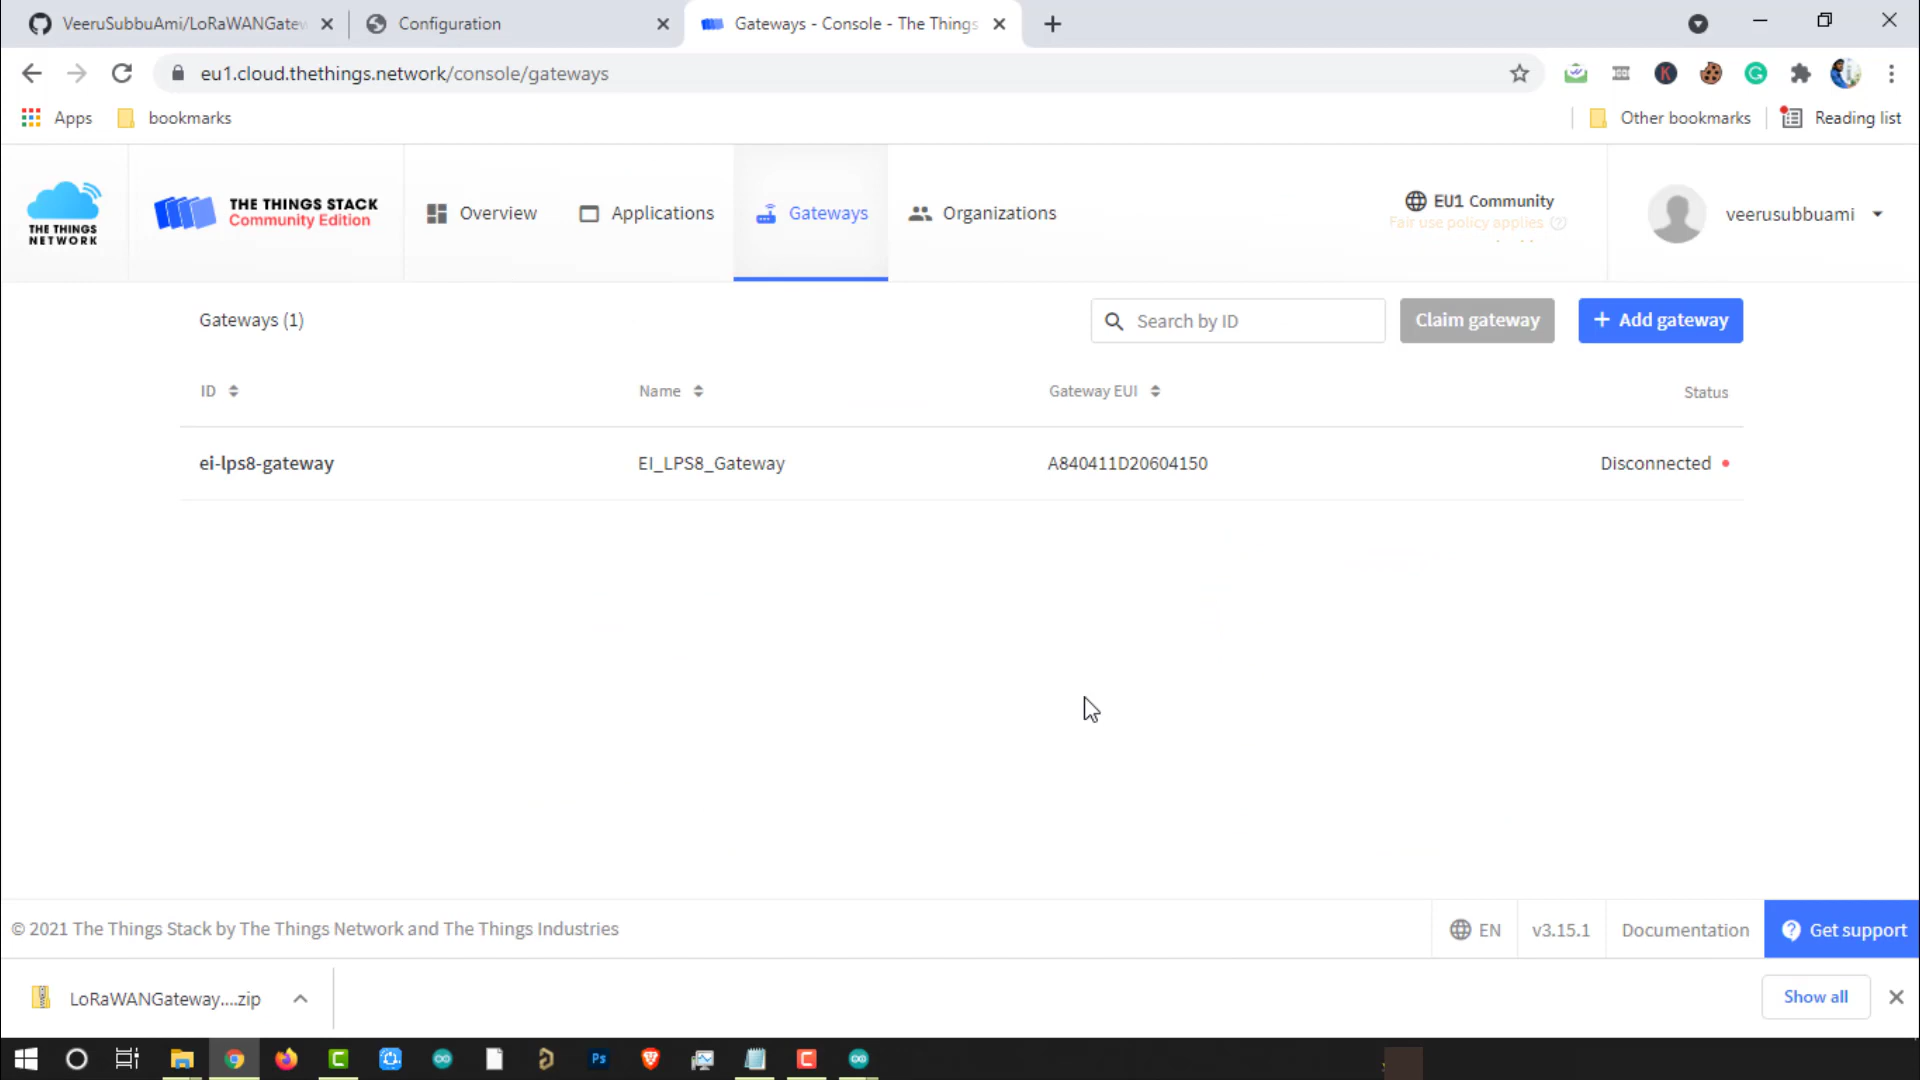 VeeruSubbuAmi/LoRaWANGatew
Configuration
Gateways - Console - The Things
eu1.cloud.thethings.network/console/gateways
Apps
bookmarks
Other bookmarks
Reading list
THE THINGS
NETWORK
THE THINGS STACK
Community Edition
Overview
Applications
Gateways
Organizations
EU1 Community
Fair use policy applies
veerusubbuami
Gateways (1)
Search by ID
Claim gateway
+ Add gateway
ID
Name
Gateway EUI
Status
ei-lps8-gateway
EI_LPS8_Gateway
A840411D20604150
Disconnected
© 2021 The Things Stack by The Things Network and The Things Industries
EN
v3.15.1
Documentation
Get support
LoRaWANGateway....zip
Show all